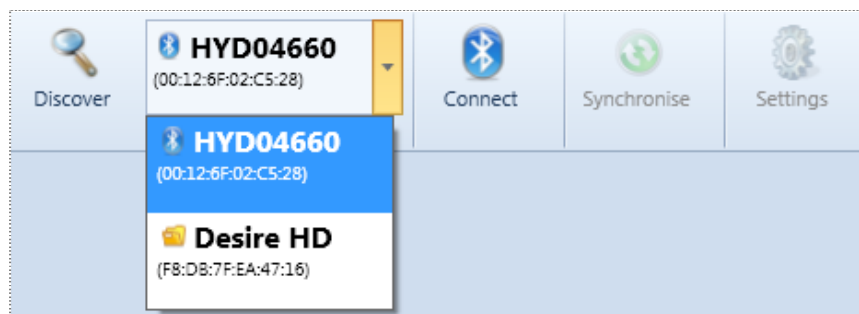 HYD04660
(00:12:6F:02:C5:28)
Discover
Connect
Synchronise
Settings
HYD04660
(00:12:6F:02:C5:28)
Desire HD
(F8:DB:7F:EA:47:16)